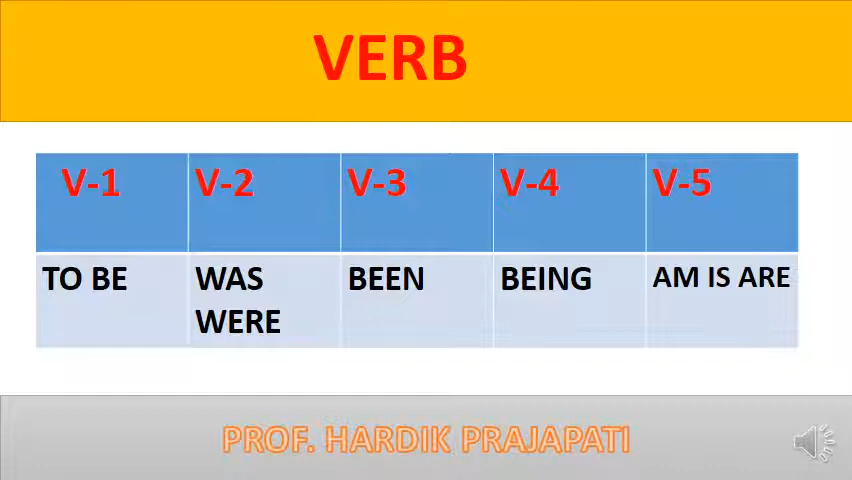 VERB
V-1 V-2 V-3 V-4 V-5
TO BE WAS BEEN BEING AM IS ARE
WERE
PROF. HARDIK PRAJAPATI